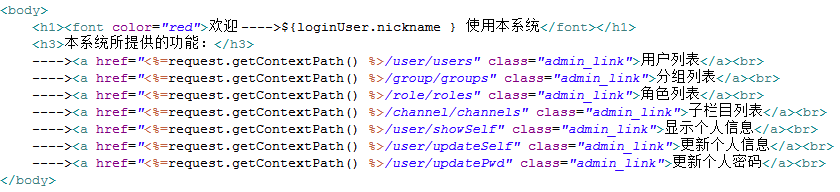 <body>
<h1><font color="red">欢迎---->${loginUser.nickname } 使用本系统</font></h1>
<h3>本系统所提供的功能：</h3>
----><a href="<%=request.getContextPath() %>/user/users" class="admin_link">用户列表</a><br>
----><a href="<%=request.getContextPath() %>/group/groups" class="admin_link">分组列表</a><br>
----><a href="<%=request.getContextPath() %>/role/roles" class="admin_link">角色列表</a><br>
----><a href="<%=request.getContextPath() %>/channel/channels" class="admin_link">子栏目列表</a><br>
----><a href="<%=request.getContextPath() %>/user/showSelf" class="admin_link">显示个人信息</a><br>
----><a href="<%=request.getContextPath() %>/user/updateSelf" class="admin_link">更新个人信息</a><br>
----><a href="<%=request.getContextPath() %>/user/updatePwd" class="admin_link">更新个人密码</a><br>
</body>